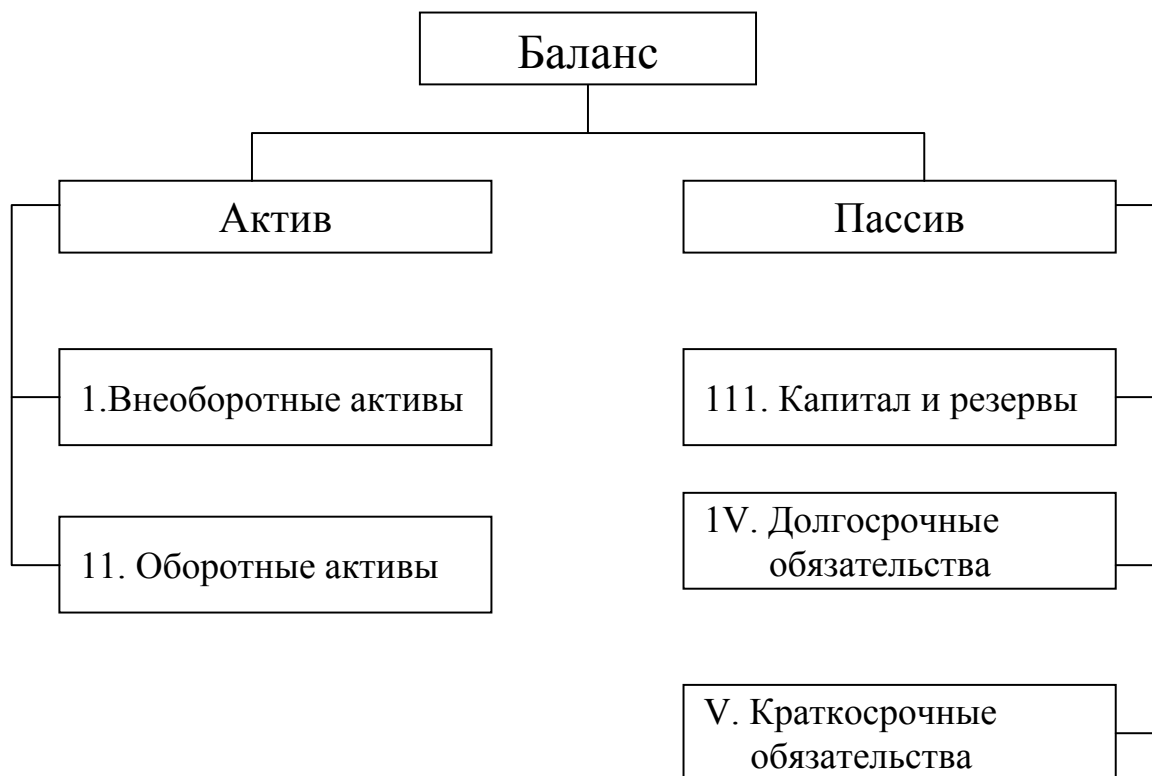 Баланс
Актив
Пассив
1.Внеоборотные активы
111. Капитал и резервы
1V. Долгосрочные
обязательства
11. Оборотные активы
V. Краткосрочные
обязательства